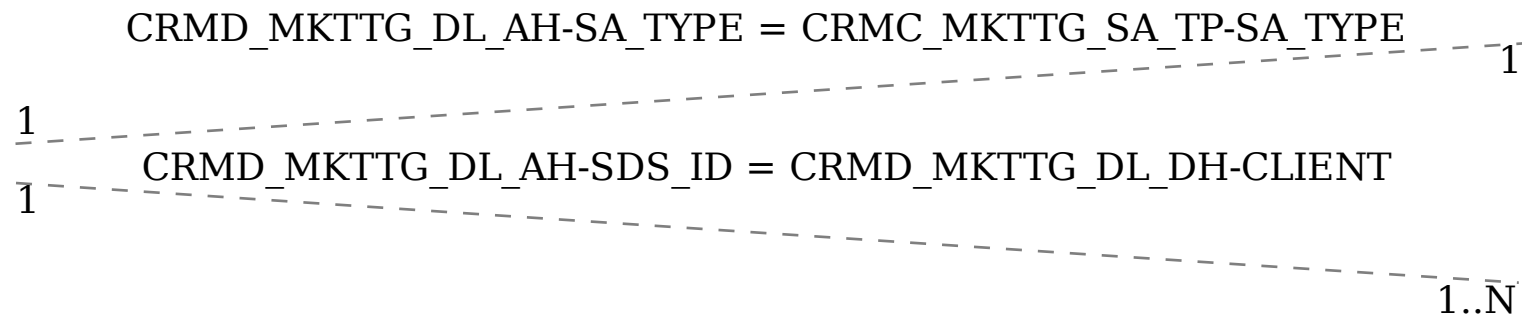 CRMD_MKTTG_DL_AH-SA_TYPE = CRMC_MKTTG_SA_TP-SA_TYPE
1
1
CRMD_MKTTG_DL_AH-SDS_ID = CRMD_MKTTG_DL_DH-CLIENT
1
1..N